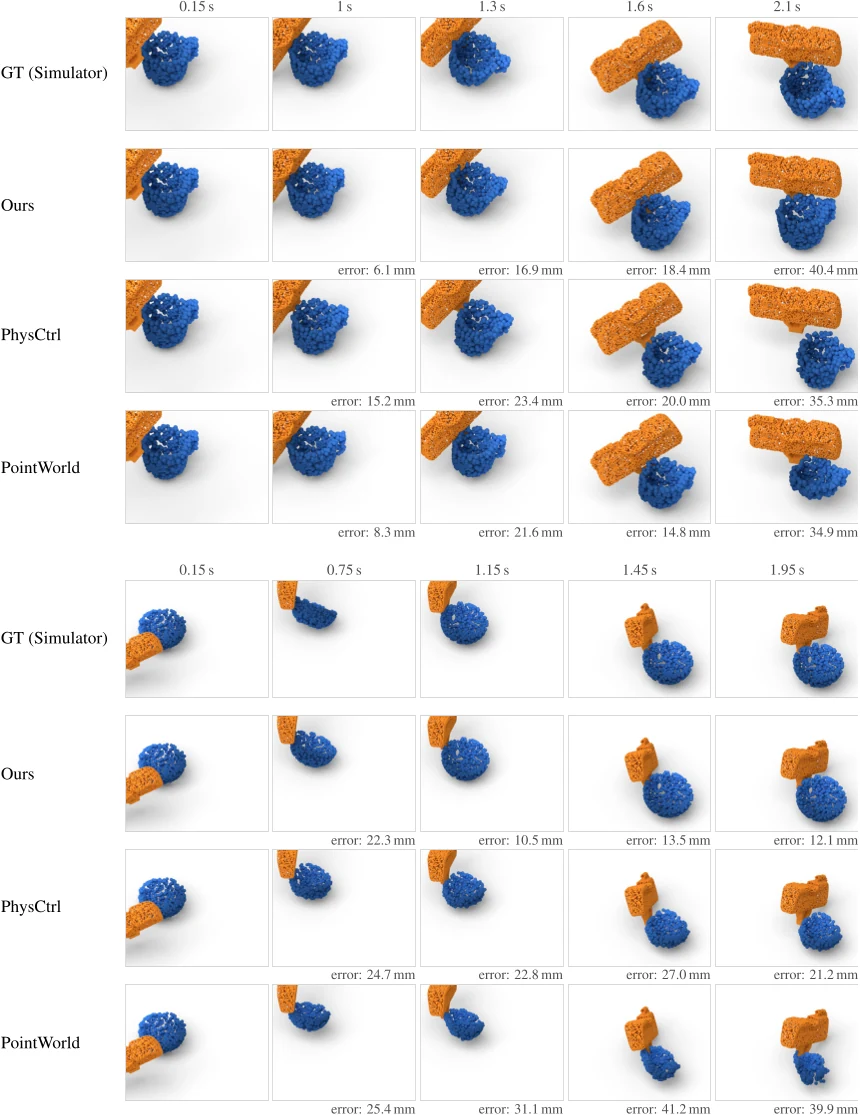 0.15 s 1 s 1.3 s 1.6 s 2.1 s
GT (Simulator)
Ours
error: 6.1 mm error: 16.9 mm error: 18.4 mm error: 40.4 mm
PhysCtrl
error: 15.2 mm error: 23.4 mm error: 20.0 mm error: 35.3 mm
PointWorld
error: 8.3 mm error: 21.6 mm error: 14.8 mm error: 34.9 mm
0.15 s 0.75 s 1.15 s 1.45 s 1.95 s
GT (Simulator)
Ours
error: 22.3 mm error: 10.5 mm error: 13.5 mm error: 12.1 mm
PhysCtrl
error: 24.7 mm error: 22.8 mm error: 27.0 mm error: 21.2 mm
PointWorld
error: 25.4 mm error: 31.1 mm error: 41.2 mm error: 39.9 mm